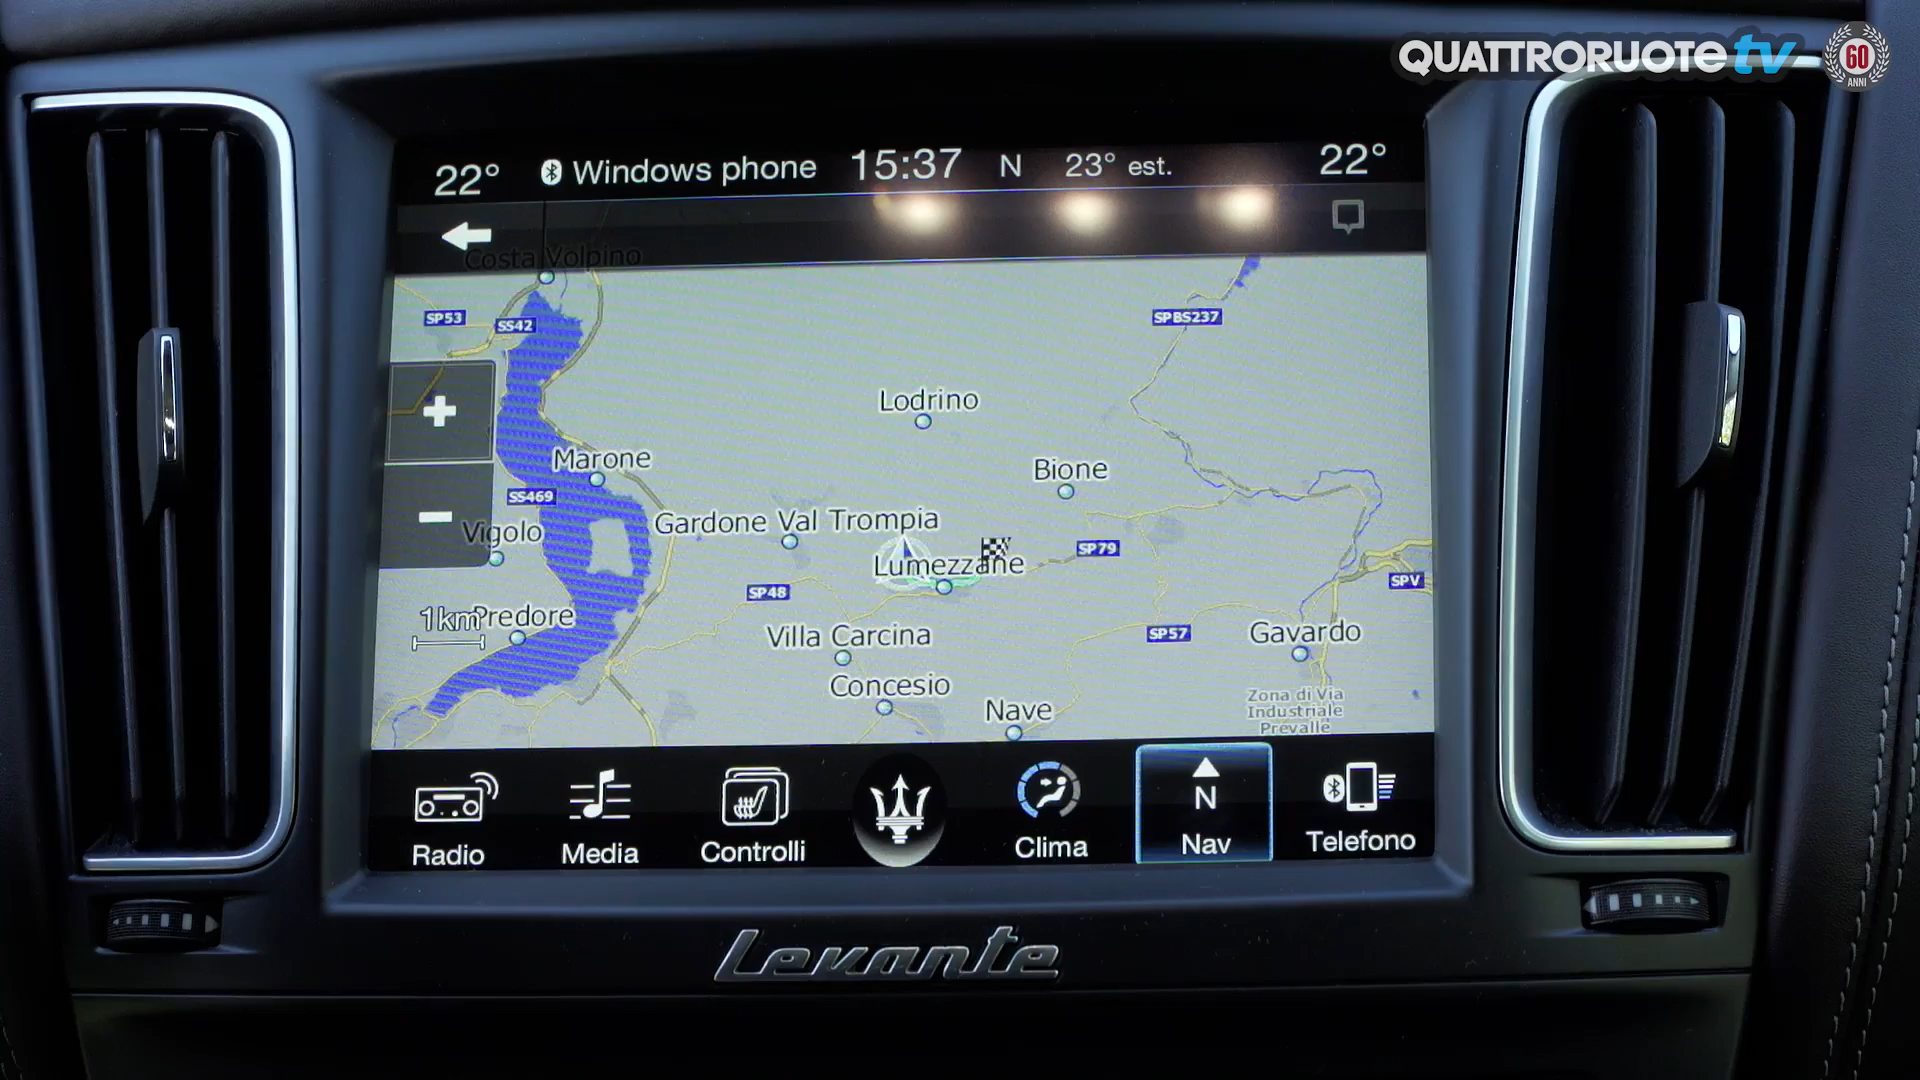 QUATTRORUOTE tv
60
ANNI
22° Windows phone 15:37 N 23° est. 22°
Costa Volpino
SP53
SS42
SPBS237
+
Lodrino
Marone
Bione
SS469
-
Vigolo
Gardone Val Trompia
SP79
Lumezzane
SPV
SP48
1km
Predore
Villa Carcina
SP57
Gavardo
Concesio
Zona di Via
Industriale
Prevalle
Nave
N
Radio Media Controlli Clima Nav Telefono
Levante